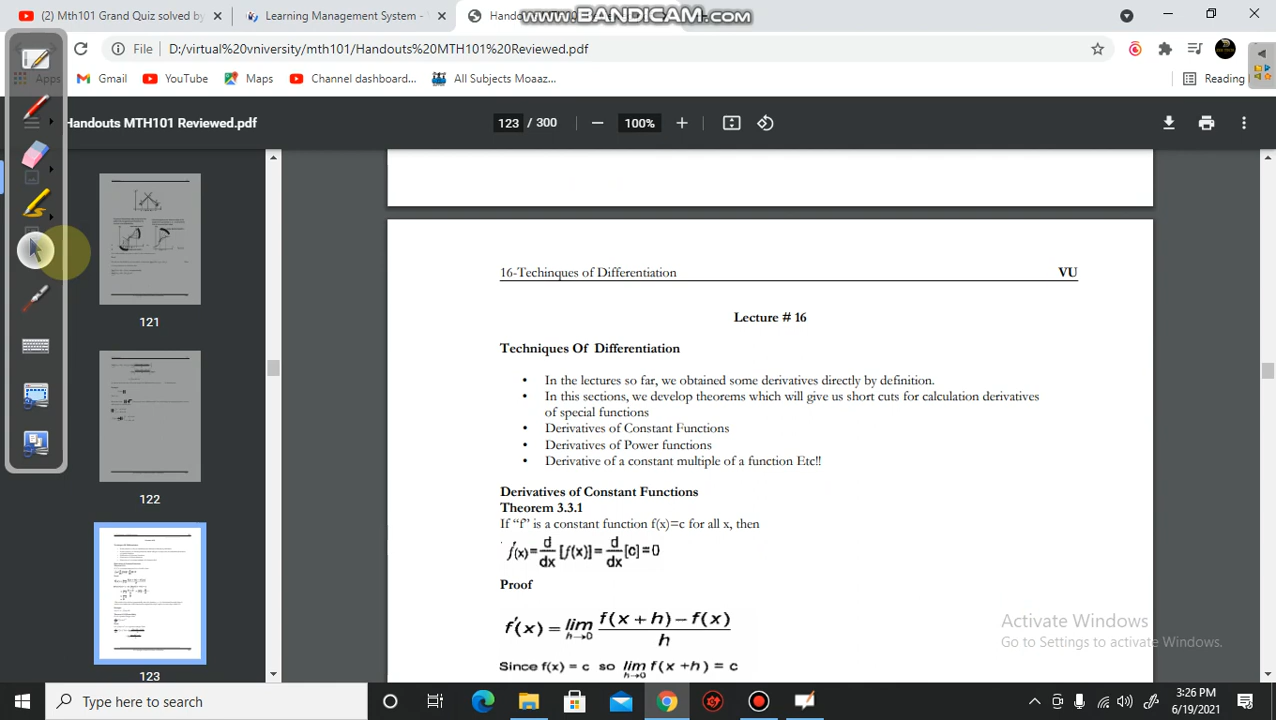 (2) Mth101 Grand Quiz solved by
Learning Management System -
www.BANDICAM.com
File
D:/virtual%20vniversity/mth101/Handouts%20MTH101%20Reviewed.pdf
Apps
Gmail
YouTube
Maps
Channel dashboard...
All Subjects Moaaz...
Reading
Handouts MTH101 Reviewed.pdf
123 / 300
100%
121
122
123
16-Techinques of Differentiation VU
Lecture # 16
Techniques Of Differentiation
• In the lectures so far, we obtained some derivatives directly by definition.
• In this sections, we develop theorems which will give us short cuts for calculation derivatives
of special functions
• Derivatives of Constant Functions
• Derivatives of Power functions
• Derivative of a constant multiple of a function Etc!!
Derivatives of Constant Functions
Theorem 3.3.1
If “f” is a constant function f(x)=c for all x, then
f'(x)= d/dx [f(x)]= d/dx [c]=0
Proof
f'(x) = lim h→0 f(x + h) – f(x) / h
Since f(x) = c so lim h→0 f(x +h) = c
Activate Windows
Go to Settings to activate Windows.
Type here to search
3:26 PM
6/19/2021